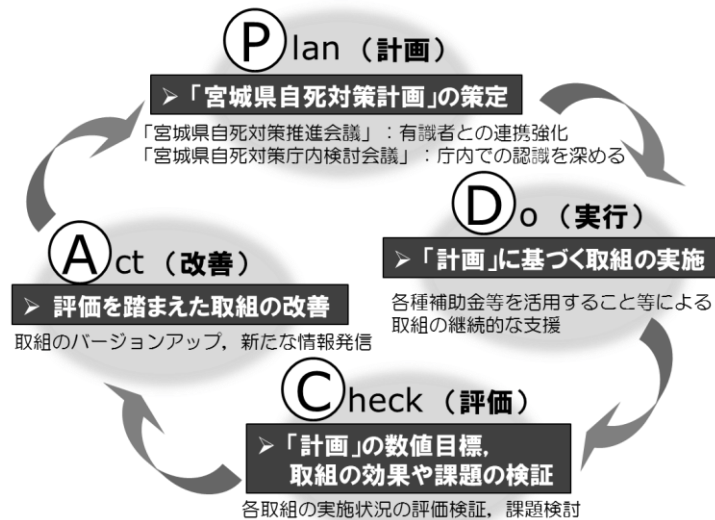 Plan （計画）
➢ 「宮城県自死対策計画」の策定
「宮城県自死対策推進会議」：有識者との連携強化
「宮城県自死対策庁内検討会議」：庁内での認識を深める
Do （実行）
➢ 「計画」に基づく取組の実施
各種補助金等を活用すること等による
取組の継続的な支援
Check （評価）
➢ 「計画」の数値目標，
取組の効果や課題の検証
各取組の実施状況の評価検証，課題検討
Act （改善）
➢ 評価を踏まえた取組の改善
取組のバージョンアップ，新たな情報発信